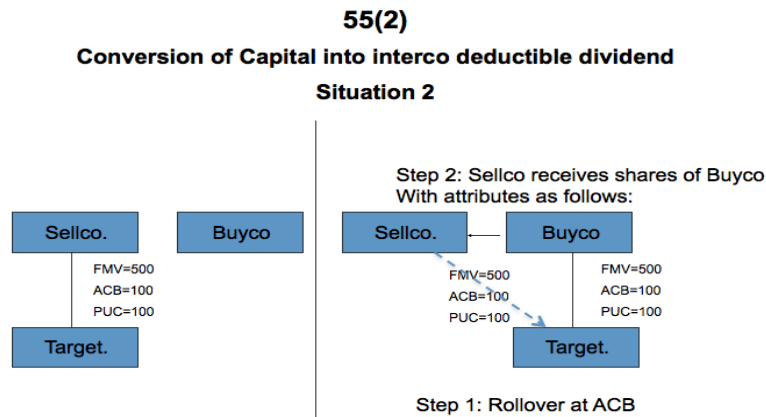 55(2)
Conversion of Capital into interco deductible dividend
Situation 2
Sellco.
Buyco
FMV=500
ACB=100
PUC=100
Target.
Step 2: Sellco receives shares of Buyco
With attributes as follows:
Sellco.
Buyco
FMV=500
ACB=100
PUC=100
FMV=500
ACB=100
PUC=100
Target.
Step 1: Rollover at ACB